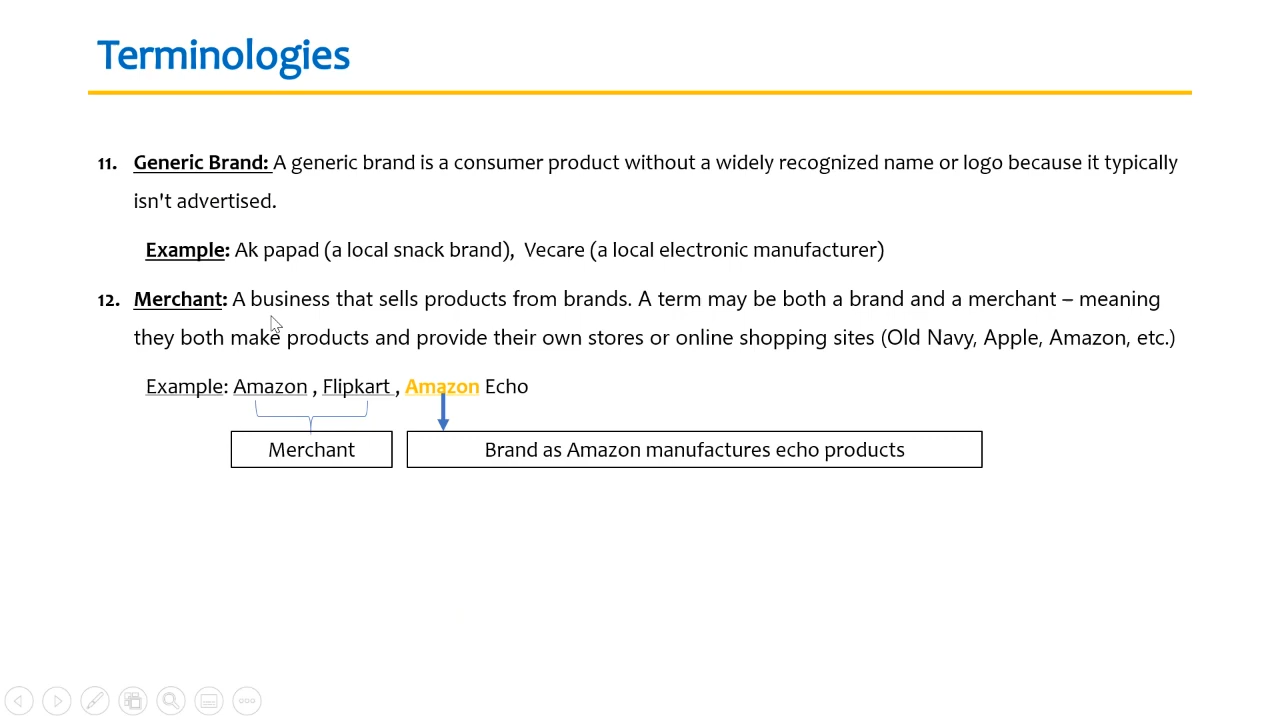 Terminologies
11. Generic Brand: A generic brand is a consumer product without a widely recognized name or logo because it typically
isn't advertised.
Example: Ak papad (a local snack brand), Vecare (a local electronic manufacturer)
12. Merchant: A business that sells products from brands. A term may be both a brand and a merchant – meaning
they both make products and provide their own stores or online shopping sites (Old Navy, Apple, Amazon, etc.)
Example: Amazon , Flipkart , Amazon Echo
Merchant
Brand as Amazon manufactures echo products